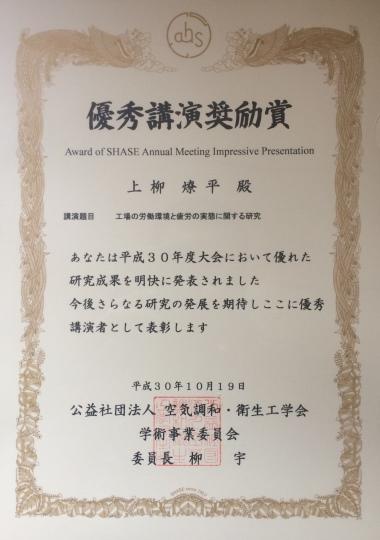 abs
優秀講演奨励賞
Award of SHASE Annual Meeting Impressive Presentation
上柳 燎平 殿
講演題目 工場の労働環境と疲労の実態に関する研究
あなたは平成30年度大会において優れた
研究成果を明快に発表されました
今後さらなる研究の発展を期待しここに優秀
講演者として表彰します
平成30年10月19日
公益社団法人 空気調和・衛生工学会
学術事業委員会
委員長 柳 宇
SHASE since 1917